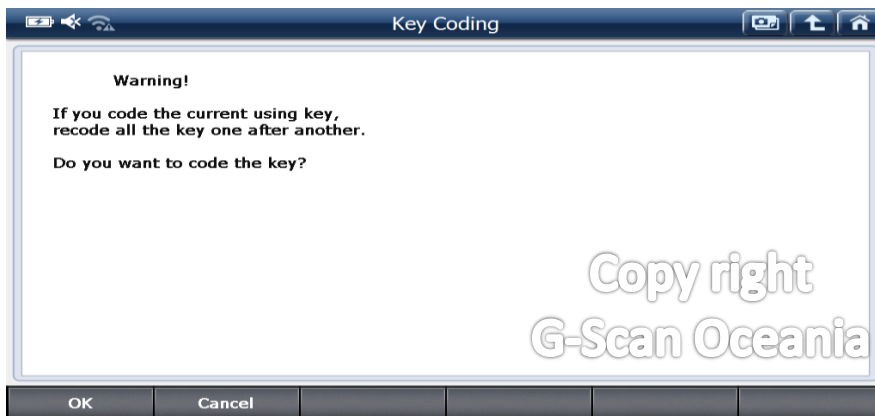 Key Coding
Warning!
If you code the current using key,
recode all the key one after another.
Do you want to code the key?
Copy right
G-Scan Oceania
OK
Cancel